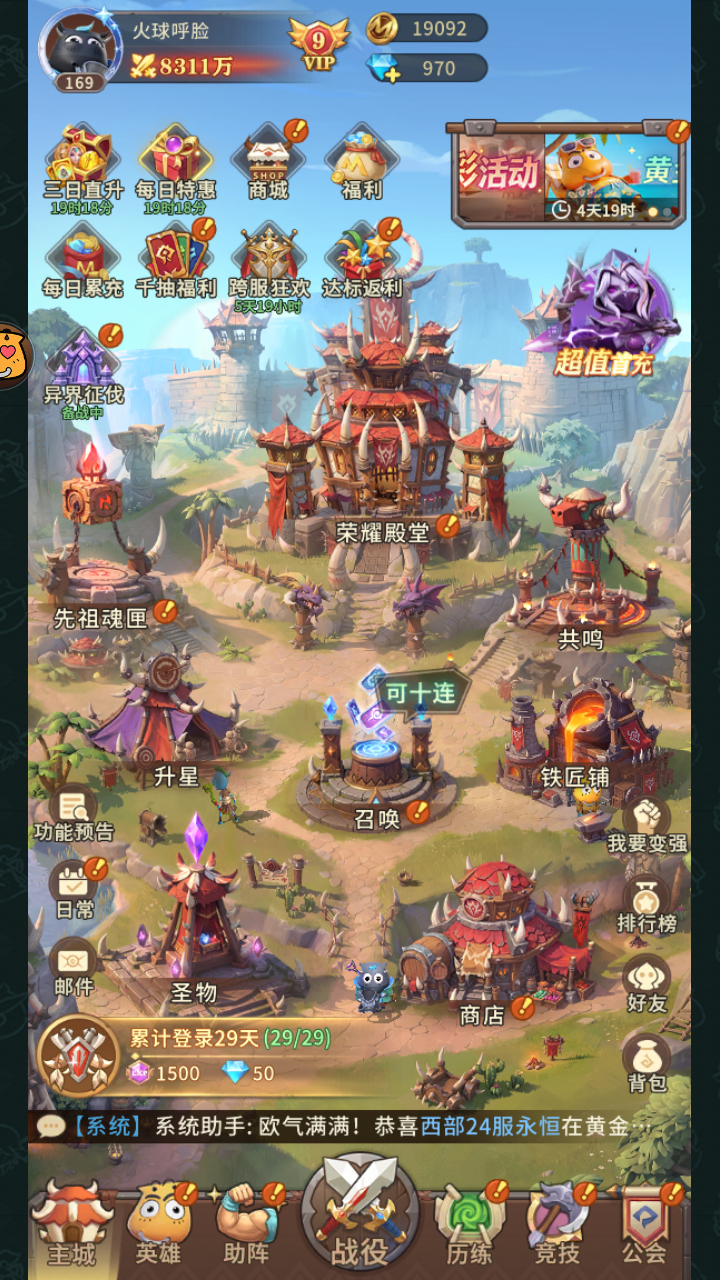 火球呼脸
169
8311万
9
VIP
19092
970
三日直升
19时18分
每日特惠
19时18分
SHOP
商城
福利
彩活动
黄
4天19时
每日累充
千抽福利
跨服狂欢
5天19小时
达标返利
超值首充
异界征伐
备战中
荣耀殿堂
先祖魂匣
共鸣
可十连
升星
铁匠铺
召唤
功能预告
我要变强
日常
排行榜
邮件
圣物
好友
商店
累计登录29天(29/29)
EXP
1500
50
背包
【系统】系统助手:欧气满满！恭喜西部24服永恒在黄金…
主城
英雄
助阵
战役
历练
竞技
公会